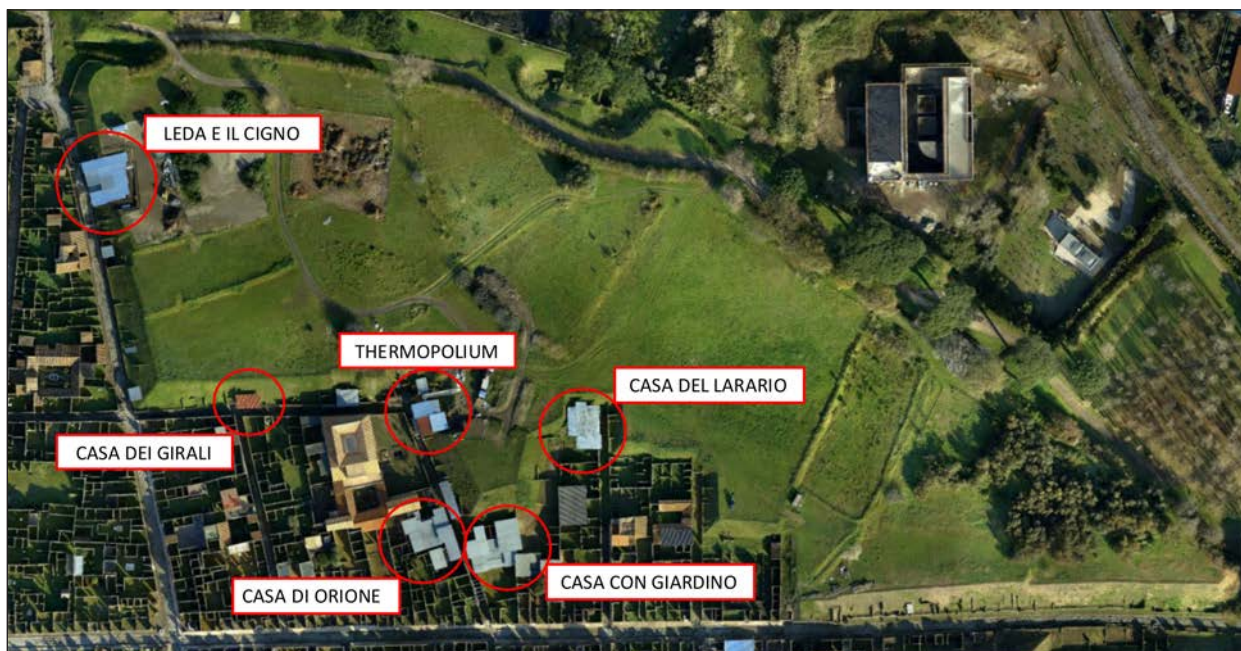 LEDA E IL CIGNO
THERMOPOLIUM
CASA DEL LARARIO
CASA DEI GIRALI
CASA DI ORIONE
CASA CON GIARDINO